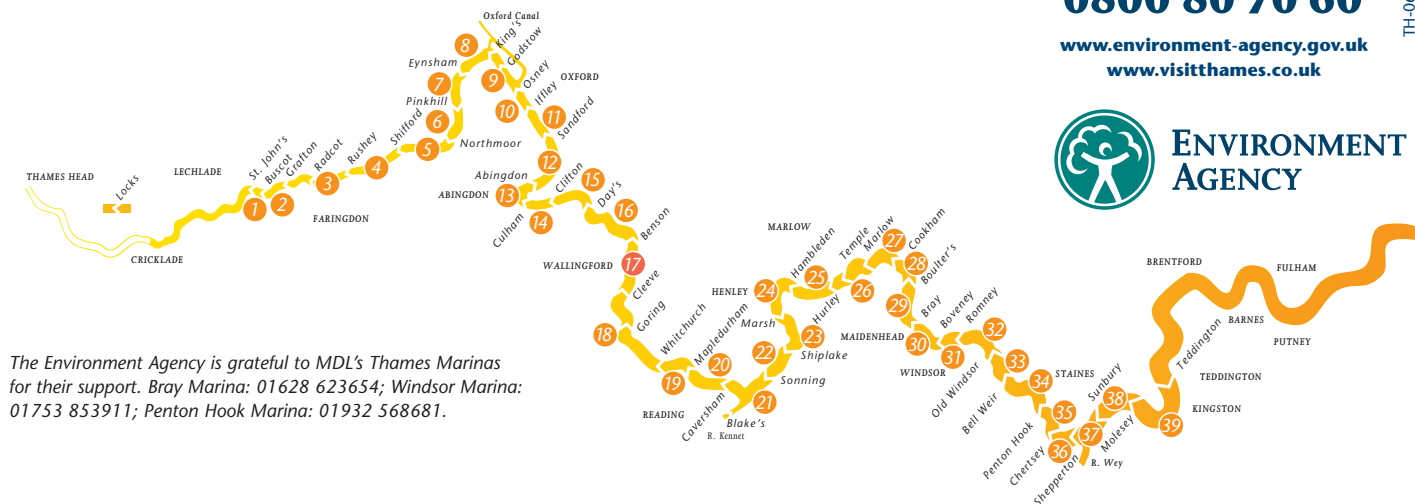 0800 80 70 60
TH-06
www.environment-agency.gov.uk
www.visitthames.co.uk
ENVIRONMENT
AGENCY
Oxford Canal
THAMES HEAD
Locks
CRICKLADE
LECHLADE
St. John's
1
Buscot
Grafton
2
Radcot
3
FARINGDON
Rushey
4
Shifford
5
Northmoor
6
Pinkhill
7
Eynsham
8
King's
9
Godstow
10
Osney
OXFORD
Iffley
11
Sandford
12
Abingdon
ABINGDON
13
Culham
14
Clifton
15
Day's
16
Benson
WALLINGFORD
17
Cleeve
18
Goring
Whitchurch
19
Mapledurham
20
READING
Caversham
Blake's
R. Kennet
21
Sonning
22
Shiplake
23
Marsh
HENLEY
24
Hambleden
25
Hurley
MARLOW
Temple
26
Marlow
27
Cookham
28
Boulter's
29
MAIDENHEAD
Bray
30
Boveney
31
WINDSOR
Romney
32
Old Windsor
33
Bell Weir
34
STAINES
Penton Hook
35
Chertsey
36
Shepperton
37
R. Wey
Sunbury
38
Molesey
39
Teddington
KINGSTON
TEDDINGTON
BRENTFORD
BARNES
FULHAM
PUTNEY
The Environment Agency is grateful to MDL's Thames Marinas
for their support. Bray Marina: 01628 623654; Windsor Marina:
01753 853911; Penton Hook Marina: 01932 568681.